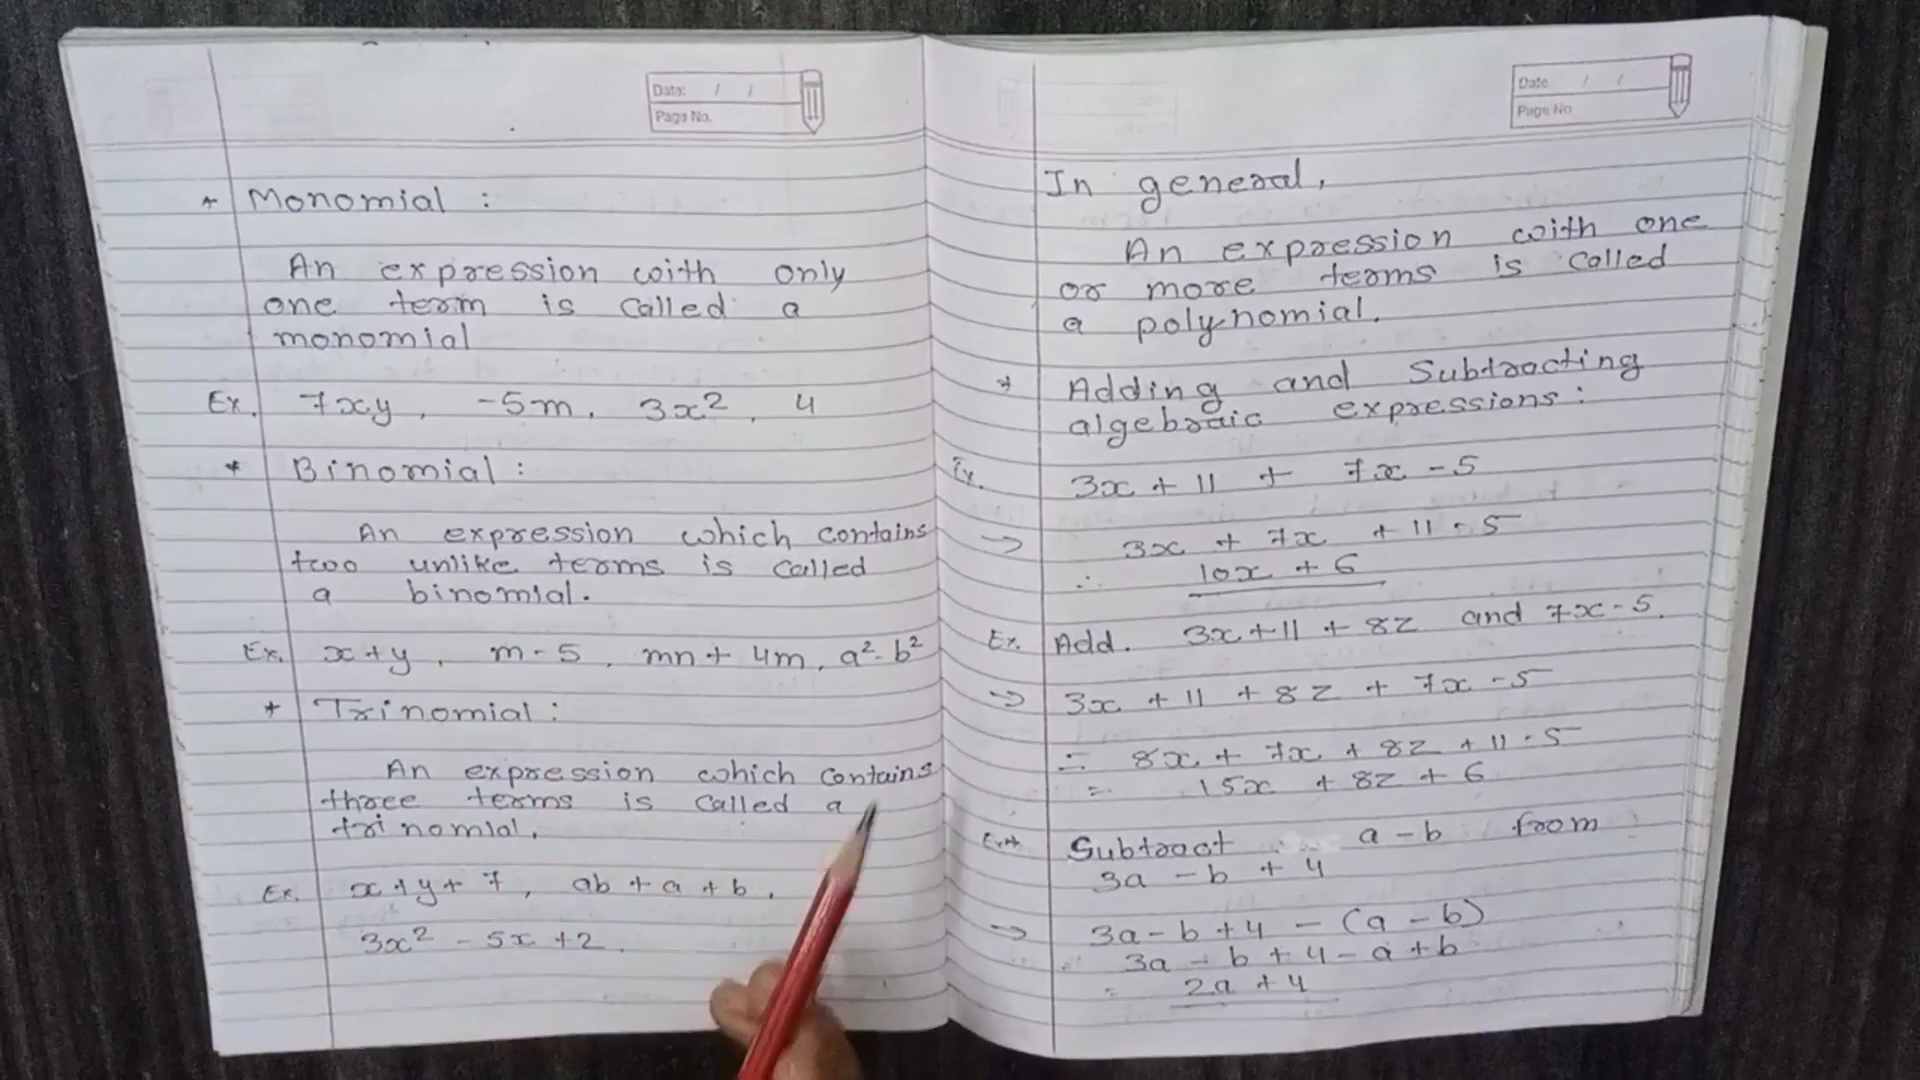 Date: / /
Page No.
* Monomial :
An expression with only
one term is called a
monomial
Ex. 7xy, -5m, 3x², 4
* Binomial :
An expression which contains
two unlike terms is called
a binomial.
Ex. x+y, m-5, mn+4m, a²-b²
* Trinomial :
An expression which contains
three terms is called a
trinomial.
Ex. x+y+7, ab+a+b,
3x² - 5x +2.
Date / /
Page No
In general,
An expression with one
or more terms is called
a polynomial.
* Adding and Subtracting
algebraic expressions :
Ex. 3x + 11 + 7x - 5
→ 3x + 7x + 11 - 5
∴ 10x + 6
Ex. Add. 3x+11 + 8z and 7x-5.
→ 3x + 11 + 8z + 7x - 5
= 8x + 7x + 8z + 11 - 5
= 15x + 8z + 6
Subtract a - b from
3a - b + 4
→ 3a - b + 4 - (a - b)
3a - b + 4 - a + b
= 2a + 4